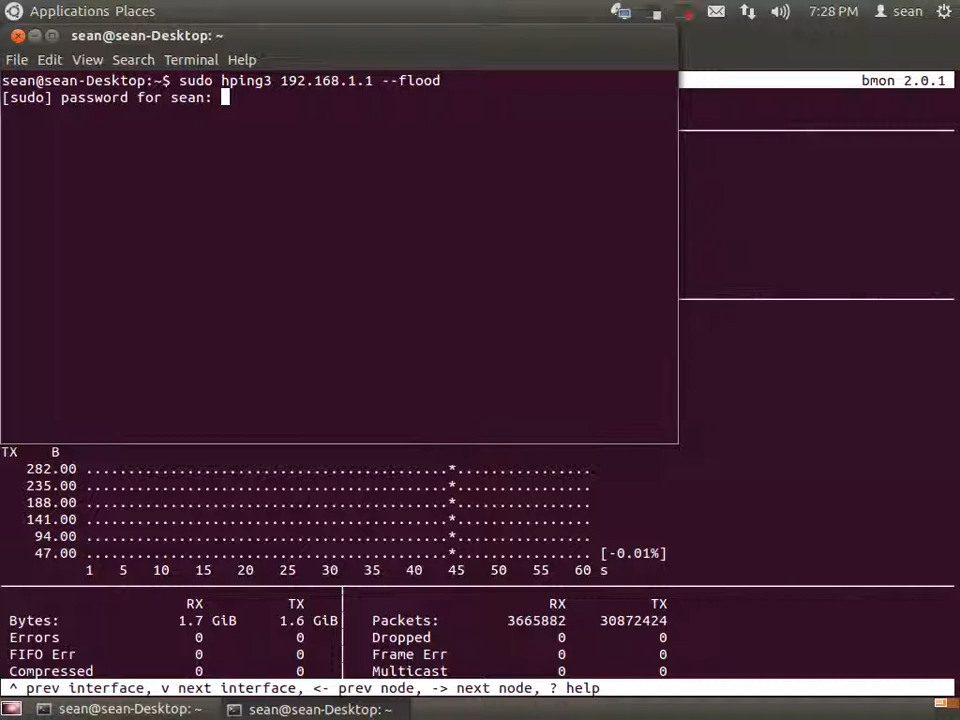 Applications Places
7:28 PM
sean
sean@sean-Desktop: ~
File Edit View Search Terminal Help
sean@sean-Desktop:~$ sudo hping3 192.168.1.1 --flood
bmon 2.0.1
[sudo] password for sean:
TX B
282.00 .............................................*................
235.00 .............................................*................
188.00 .............................................*................
141.00 .............................................*................
94.00 .............................................*................
47.00 .............................................*................ [-0.01%]
1 5 10 15 20 25 30 35 40 45 50 55 60 s
RX TX RX TX
Bytes: 1.7 GiB 1.6 GiB Packets: 3665882 30872424
Errors 0 0 Dropped 0 0
FIFO Err 0 0 Frame Err 0 0
Compressed 0 0 Multicast 0 0
^ prev interface, v next interface, <- prev node, -> next node, ? help
sean@sean-Desktop: ~ sean@sean-Desktop: ~